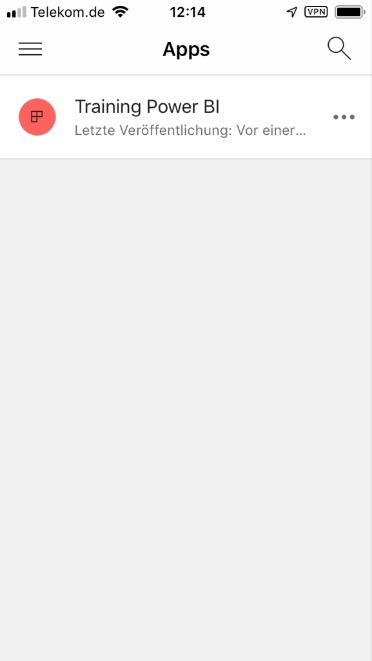 Telekom.de 12:14 VPN
Apps
Training Power BI
Letzte Veröffentlichung: Vor einer...